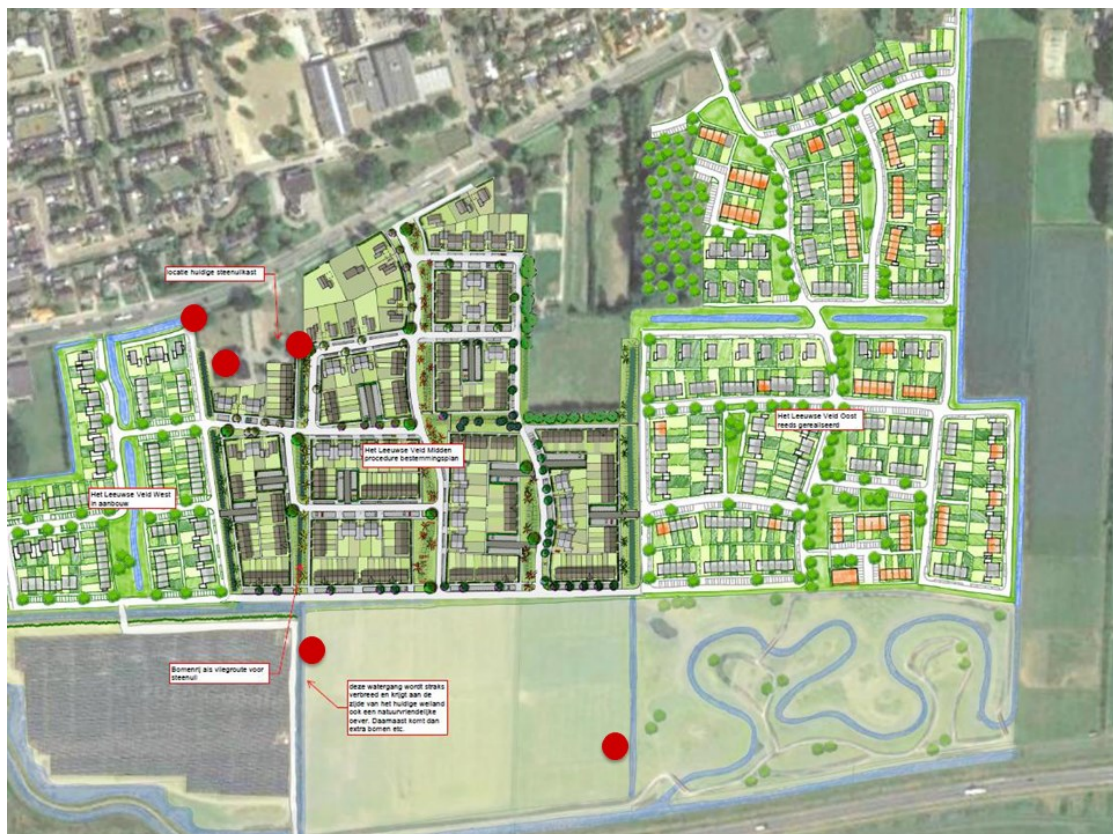 locatie huidige steenuilkast
Het Leeuwse Veld Oost
reeds gerealiseerd
Het Leeuwse Veld Midden
procedure bestemmingsplan
Het Leeuwse Veld West
in aanbouw
Bomenrij als vliegroute voor
steenuil
deze watergang wordt straks
verbreed en krijgt aan de
zijde van het huidige weiland
ook een natuurvriendelijke
oever. Daarnaast komt dan
extra bomen etc.